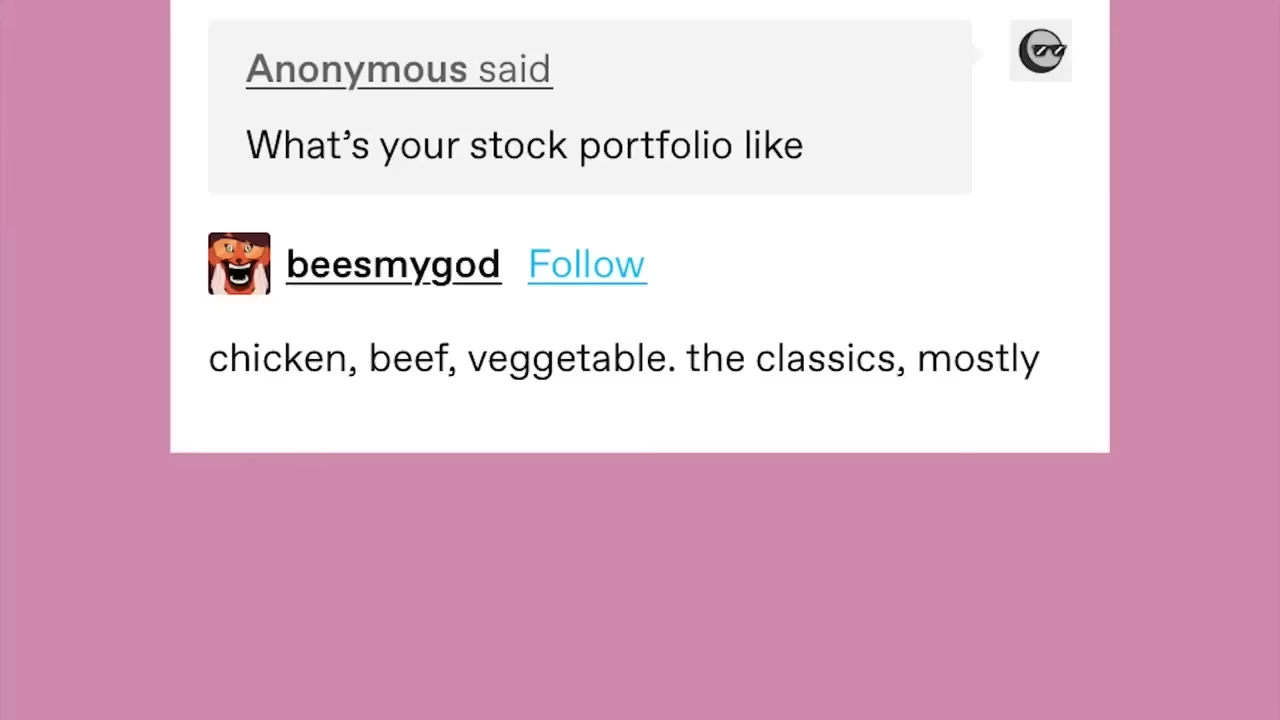 Anonymous said
What's your stock portfolio like
beesmygod Follow
chicken, beef, veggetable. the classics, mostly